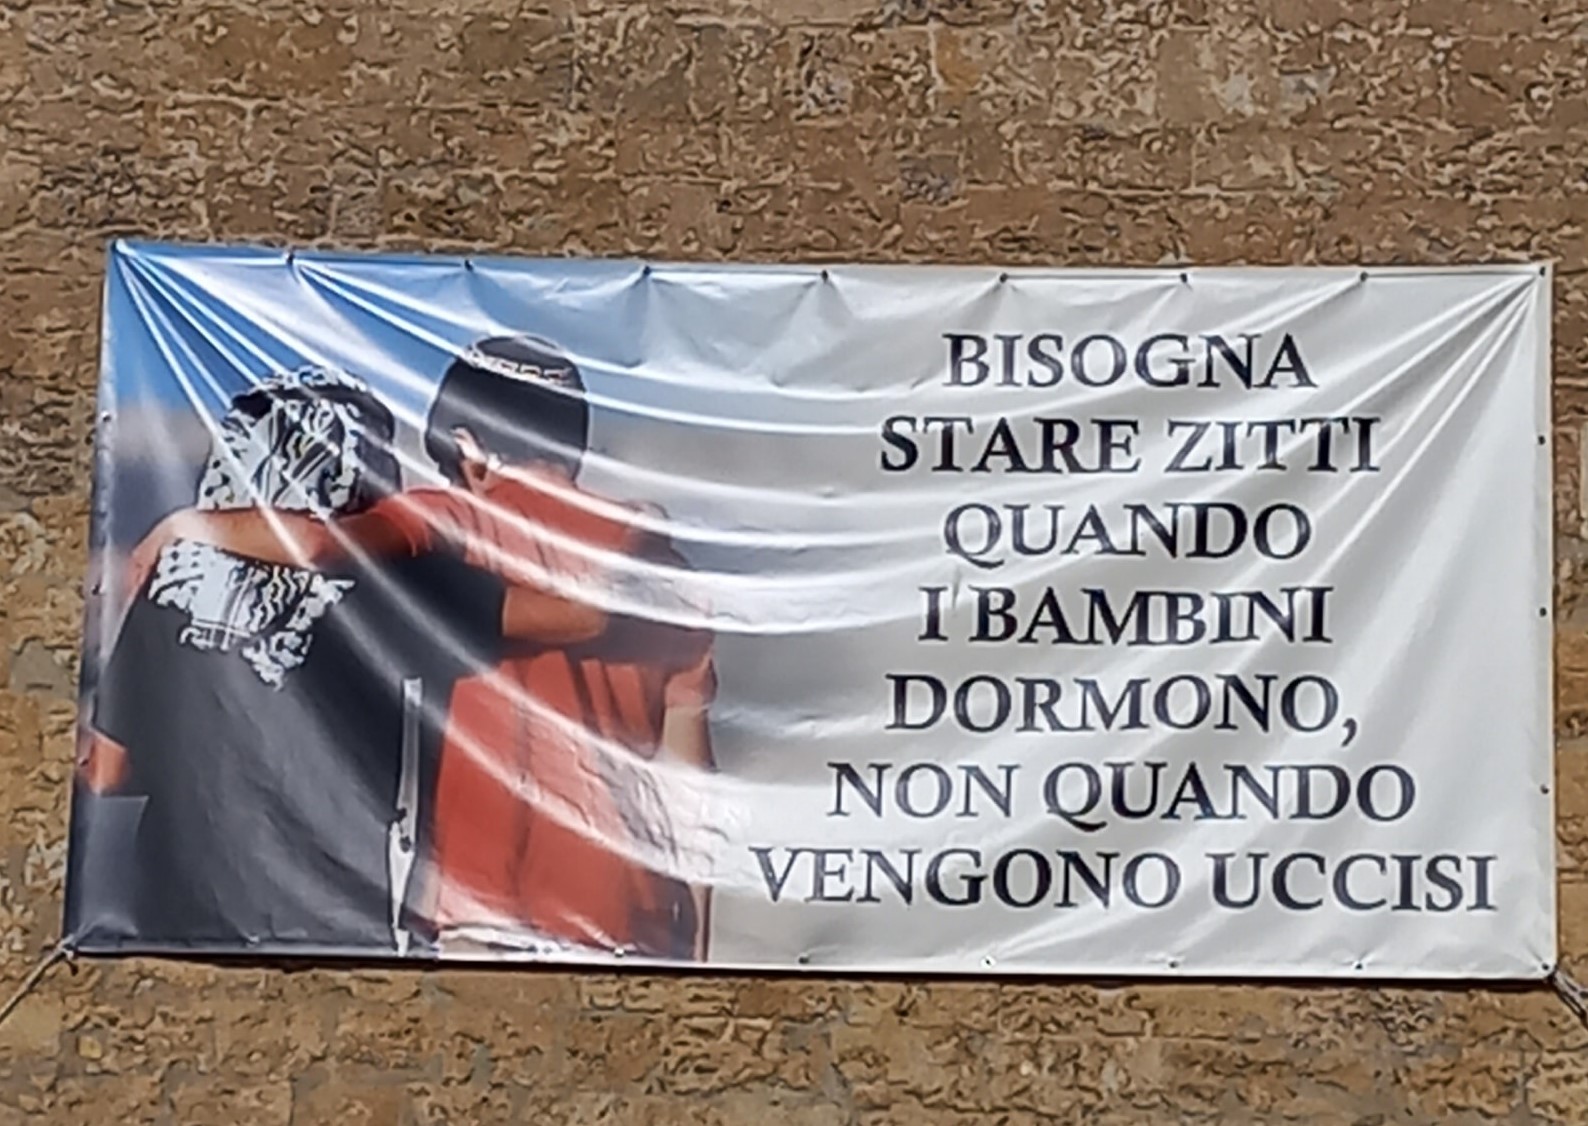 BISOGNA
STARE ZITTI
QUANDO
I BAMBINI
DORMONO,
NON QUANDO
VENGONO UCCISI